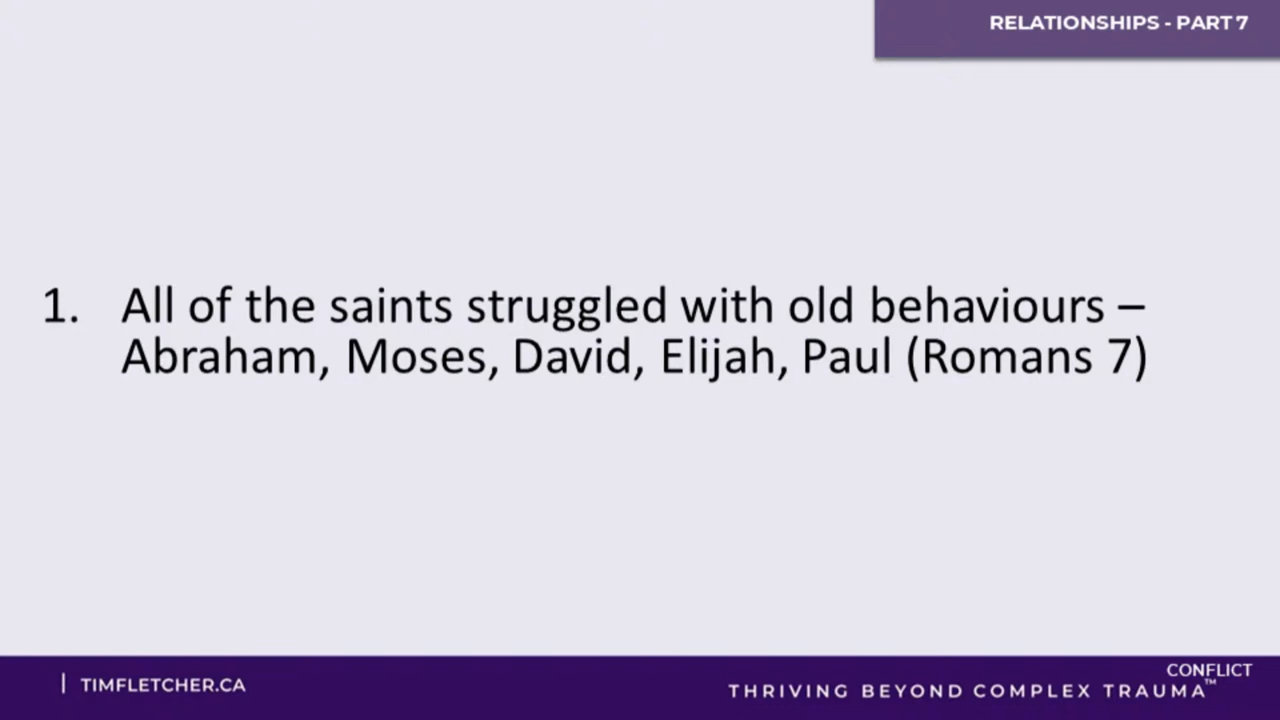 RELATIONSHIPS - PART 7
1. All of the saints struggled with old behaviours –
Abraham, Moses, David, Elijah, Paul (Romans 7)
| TIMFLETCHER.CA
CONFLICT
THRIVING BEYOND COMPLEX TRAUMA™